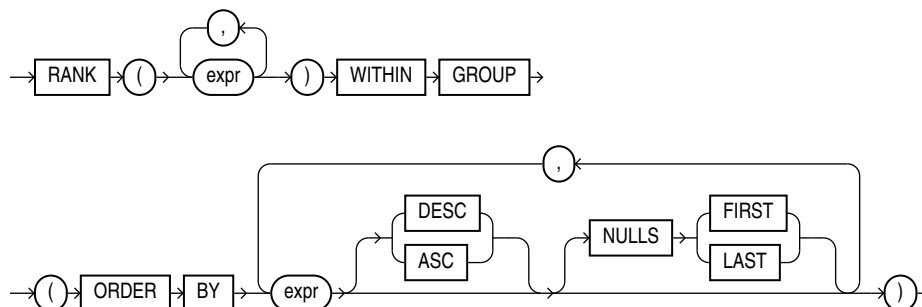 ,
RANK ( expr ) WITHIN GROUP
,
DESC FIRST
NULLS
ASC LAST
( ORDER BY expr )